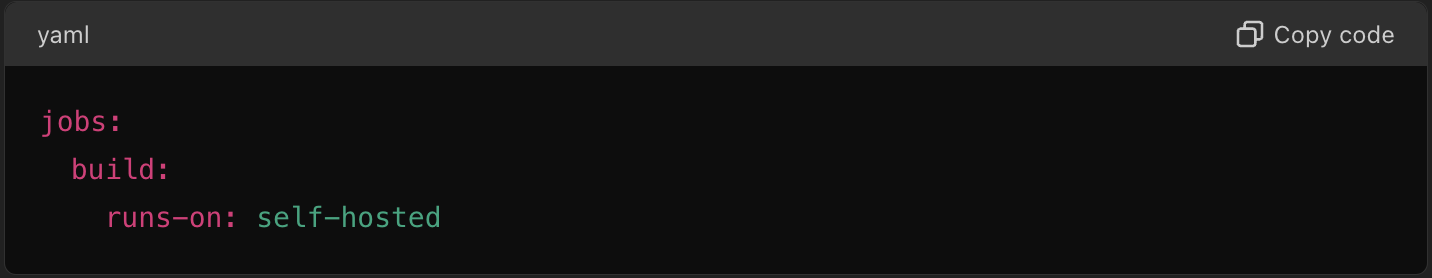 yaml
Copy code
jobs:
  build:
    runs-on: self-hosted